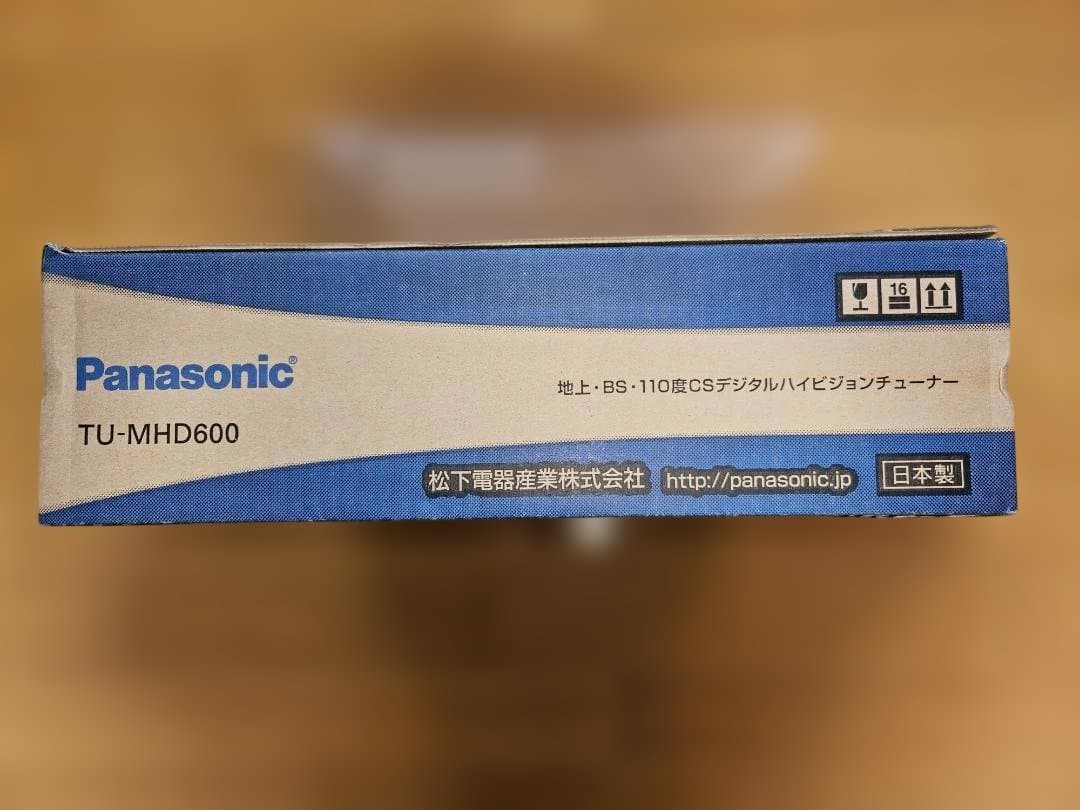 16
Panasonic®
地上・BS・110度CSデジタルハイビジョンチューナー
TU-MHD600
松下電器産業株式会社 http://panasonic.jp 日本製